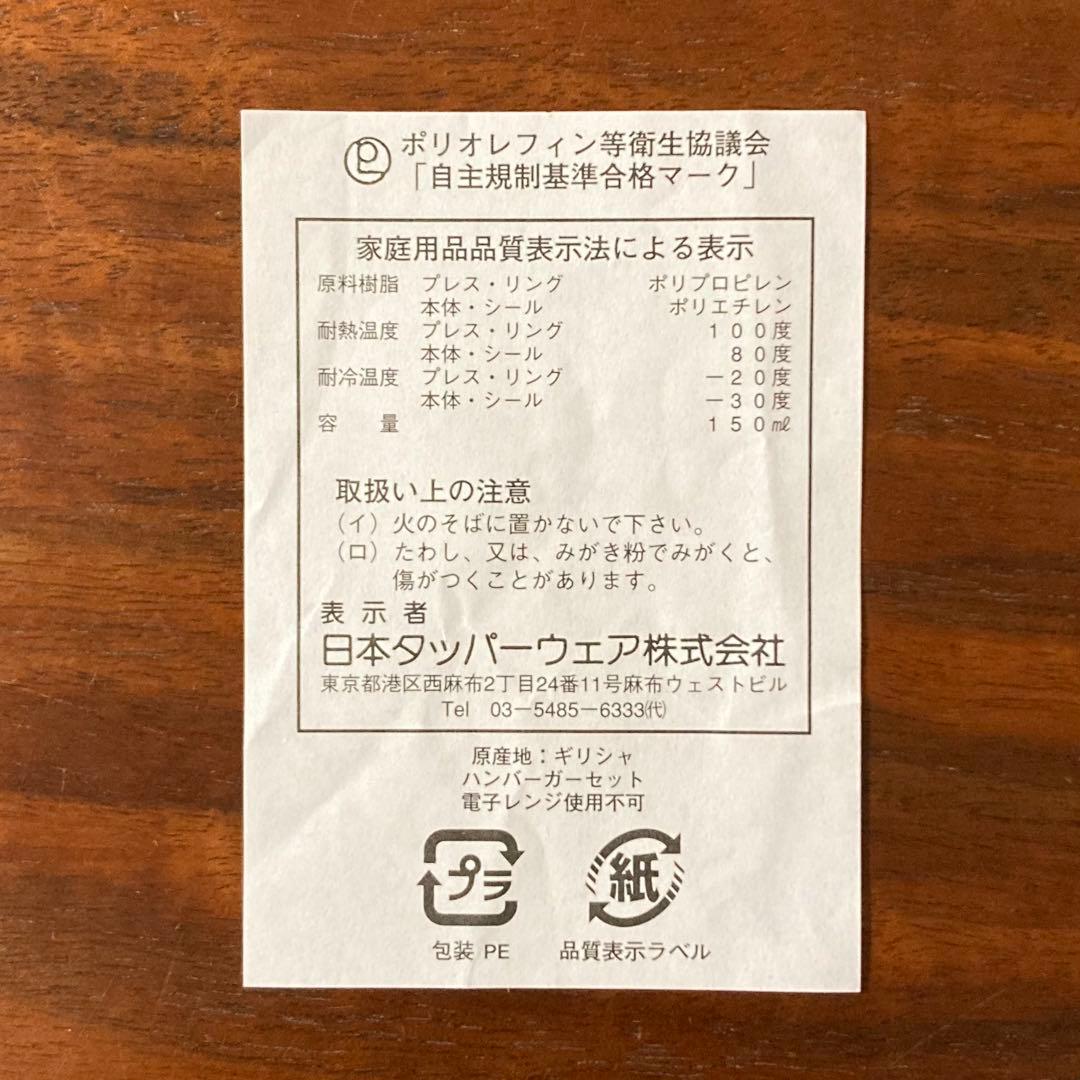 ポリオレフィン等衛生協議会
「自主規制基準合格マーク」
家庭用品品質表示法による表示
原料樹脂 プレス・リング ポリプロピレン
本体・シール ポリエチレン
耐熱温度 プレス・リング 100度
本体・シール 80度
耐冷温度 プレス・リング －20度
本体・シール －30度
容 量 150㎖
取扱い上の注意
（イ）火のそばに置かないで下さい。
（ロ）たわし、又は、みがき粉でみがくと、
傷がつくことがあります。
表示者
日本タッパーウェア株式会社
東京都港区西麻布2丁目24番11号麻布ウェストビル
Tel 03－5485－6333㈹
原産地：ギリシャ
ハンバーガーセット
電子レンジ使用不可
プラ 紙
包装 PE 品質表示ラベル